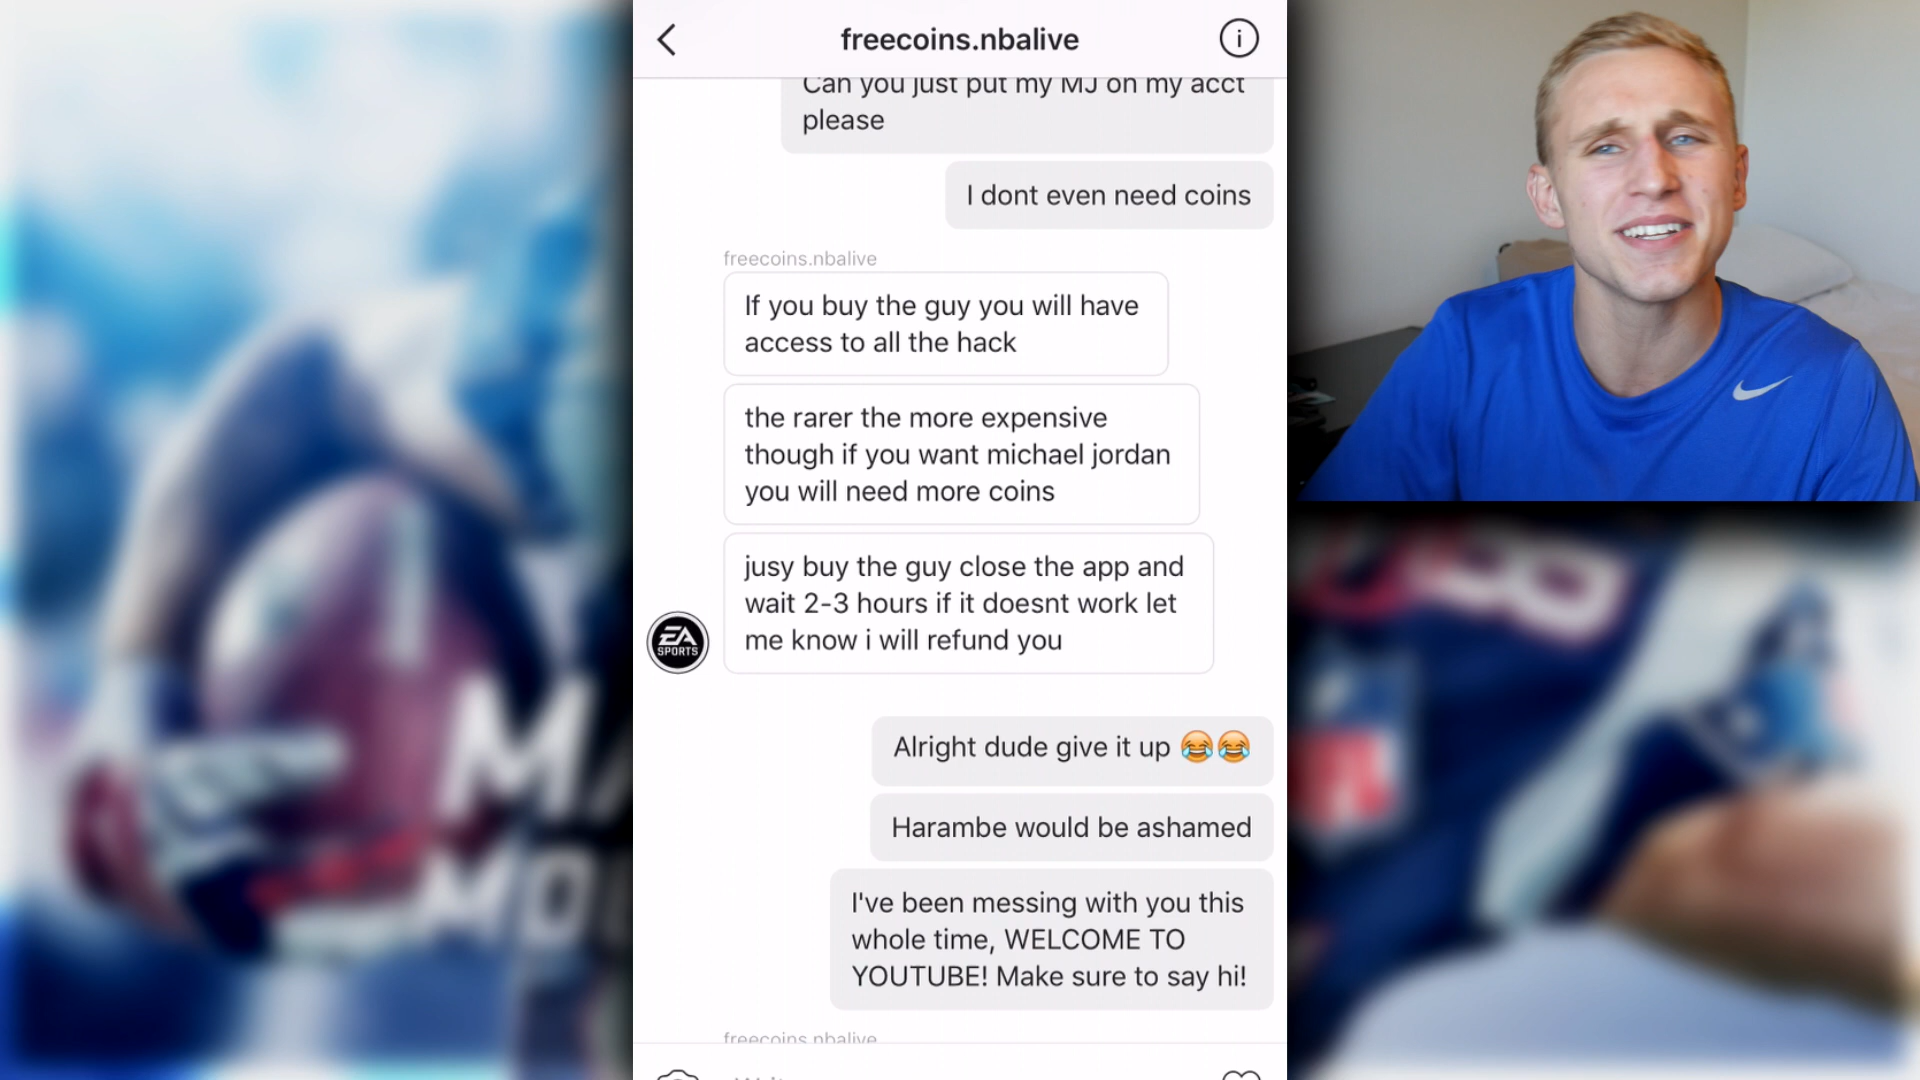 freecoins.nbalive
Can you just put my MJ on my acct
please
I dont even need coins
freecoins.nbalive
If you buy the guy you will have
access to all the hack
the rarer the more expensive
though if you want michael jordan
you will need more coins
jusy buy the guy close the app and
wait 2-3 hours if it doesnt work let
me know i will refund you
EA
SPORTS
Alright dude give it up 😂😂
Harambe would be ashamed
I've been messing with you this
whole time, WELCOME TO
YOUTUBE! Make sure to say hi!
freecoins.nbalive